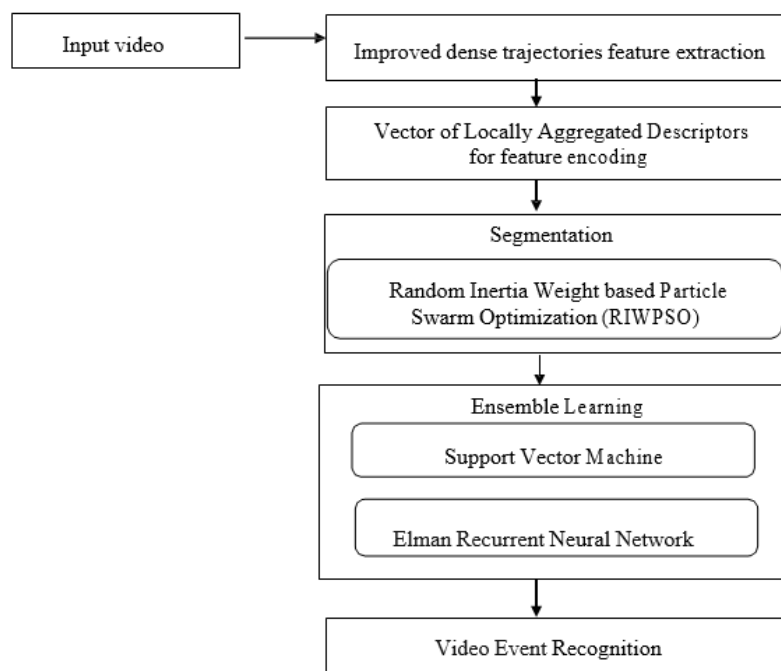 Input video
Improved dense trajectories feature extraction
Vector of Locally Aggregated Descriptors
for feature encoding
Segmentation
Random Inertia Weight based Particle
Swarm Optimization (RIWPSO)
Ensemble Learning
Support Vector Machine
Elman Recurrent Neural Network
Video Event Recognition